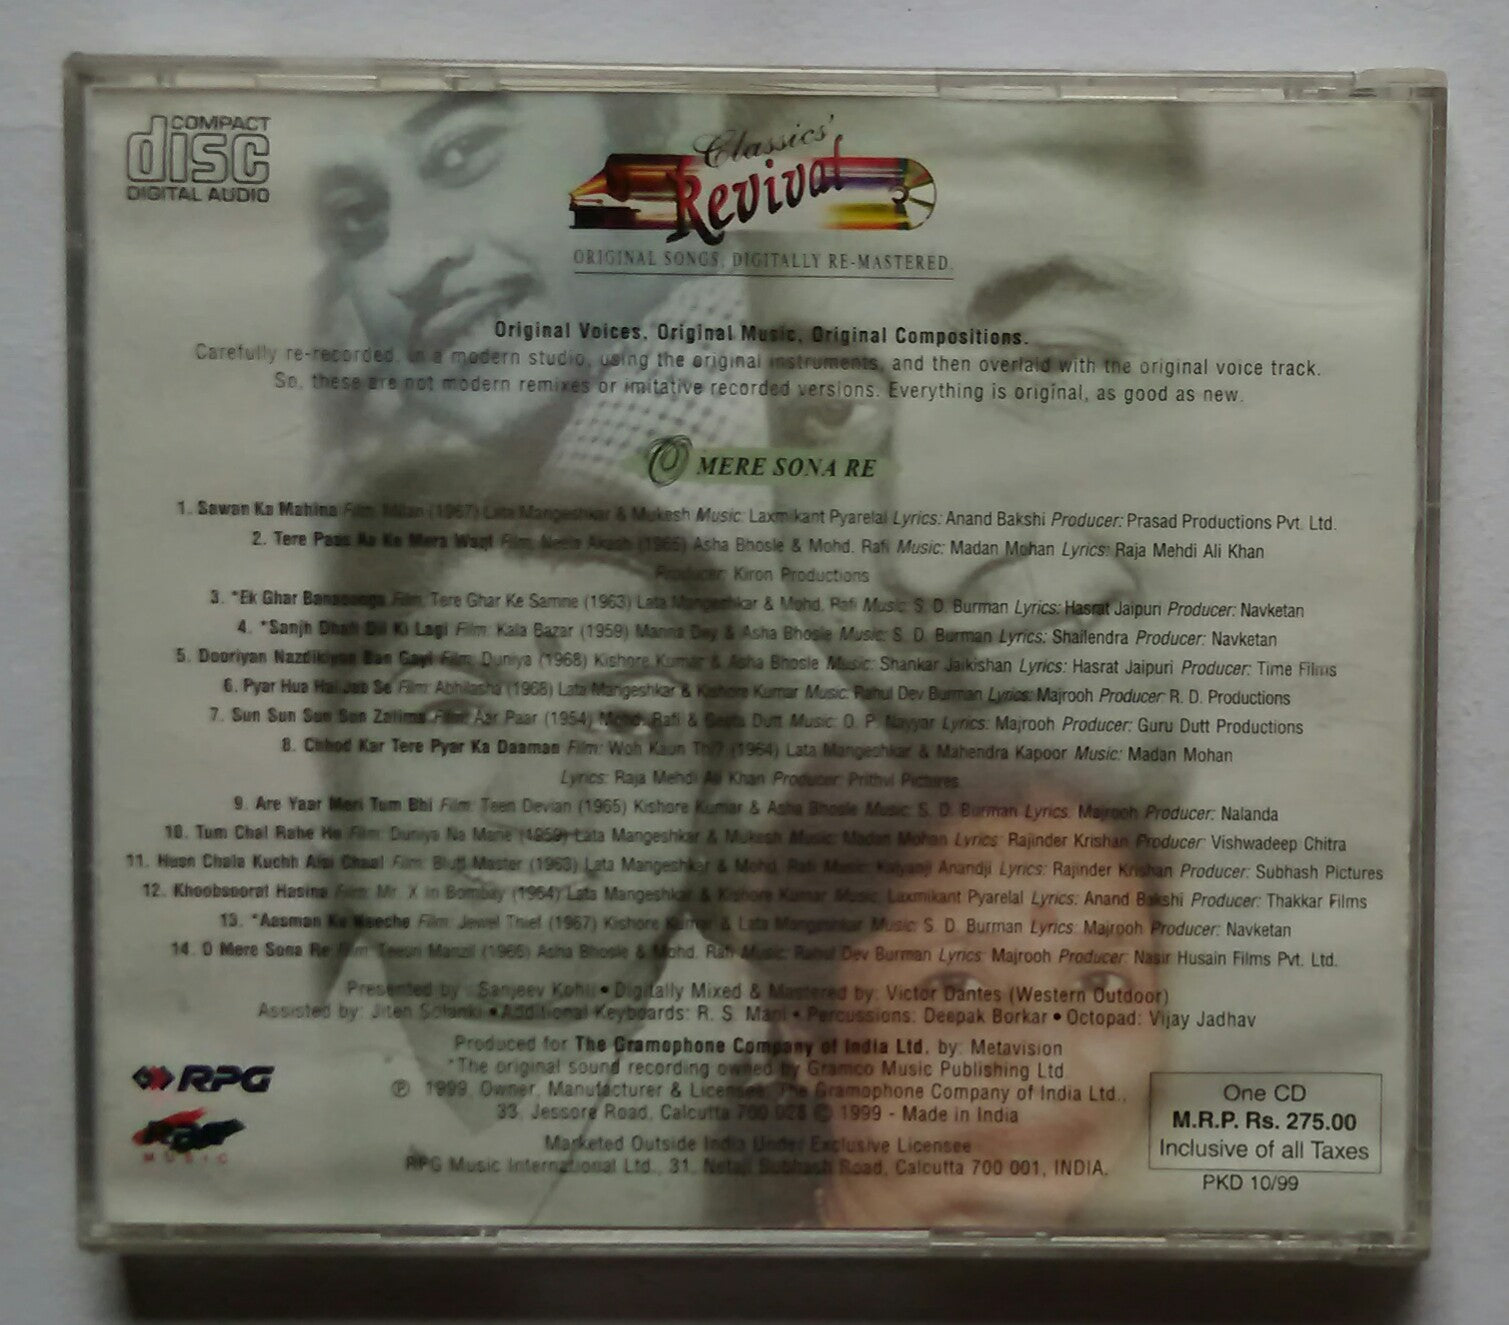 COMPACT
disc
DIGITAL AUDIO
Classics'
Revival
ORIGINAL SONGS, DIGITALLY RE-MASTERED.
Original Voices, Original Music, Original Compositions.
Carefully re-recorded, in a modern studio, using the original instruments, and then overlaid with the original voice track.
So, these are not modern remixes or imitative recorded versions. Everything is original, as good as new.
O MERE SONA RE
1. Sawan Ka Mahina Film: Milan (1967) Lata Mangeshkar & Mukesh Music: Laxmikant Pyarelal Lyrics: Anand Bakshi Producer: Prasad Productions Pvt. Ltd.
2. Tere Paas Aa Ke Mera Waqt Film: Neela Akash (1965) Asha Bhosle & Mohd. Rafi Music: Madan Mohan Lyrics: Raja Mehdi Ali Khan
Producer: Kiron Productions
3. *Ek Ghar Banaoonga Film: Tere Ghar Ke Samne (1963) Lata Mangeshkar & Mohd. Rafi Music: S. D. Burman Lyrics: Hasrat Jaipuri Producer: Navketan
4. *Sanjh Dhali Dil Ki Lagi Film: Kala Bazar (1959) Manna Dey & Asha Bhosle Music: S. D. Burman Lyrics: Shailendra Producer: Navketan
5. Dooriyan Nazdikiyan Ban Gayi Film: Duniya (1968) Kishore Kumar & Asha Bhosle Music: Shankar Jaikishan Lyrics: Hasrat Jaipuri Producer: Time Films
6. Pyar Hua Hai Jab Se Film: Abhilasha (1968) Lata Mangeshkar & Kishore Kumar Music: Rahul Dev Burman Lyrics: Majrooh Producer: R. D. Productions
7. Sun Sun Sun Sun Zalima Film: Aar Paar (1954) Mohd. Rafi & Geeta Dutt Music: O. P. Nayyar Lyrics: Majrooh Producer: Guru Dutt Productions
8. Chhod Kar Tere Pyar Ka Daaman Film: Woh Kaun Thi? (1964) Lata Mangeshkar & Mahendra Kapoor Music: Madan Mohan
Lyrics: Raja Mehdi Ali Khan Producer: Prithvi Pictures
9. Are Yaar Meri Tum Bhi Film: Teen Devian (1965) Kishore Kumar & Asha Bhosle Music: S. D. Burman Lyrics: Majrooh Producer: Nalanda
10. Tum Chal Rahe Ho Film: Duniya Na Mane (1959) Lata Mangeshkar & Mukesh Music: Madan Mohan Lyrics: Rajinder Krishan Producer: Vishwadeep Chitra
11. Husn Chala Kuchh Aisi Chaal Film: Bluff Master (1963) Lata Mangeshkar & Mohd. Rafi Music: Kalyanji Anandji Lyrics: Rajinder Krishan Producer: Subhash Pictures
12. Khoobsoorat Hasina Film: Mr. X In Bombay (1964) Lata Mangeshkar & Kishore Kumar Music: Laxmikant Pyarelal Lyrics: Anand Bakshi Producer: Thakkar Films
13. *Aasman Ke Neeche Film: Jewel Thief (1967) Kishore Kumar & Lata Mangeshkar Music: S. D. Burman Lyrics: Majrooh Producer: Navketan
14. O Mere Sona Re Film: Teesri Manzil (1966) Asha Bhosle & Mohd. Rafi Music: Rahul Dev Burman Lyrics: Majrooh Producer: Nasir Husain Films Pvt. Ltd.
Presented by: Sanjeev Kohli • Digitally Mixed & Mastered by: Victor Dantes (Western Outdoor)
Assisted by: Jiten Solanki • Additional Keyboards: R. S. Mani • Percussions: Deepak Borkar • Octopad: Vijay Jadhav
Produced for The Gramophone Company of India Ltd. by: Metavision
*The original sound recording owned by Gramco Music Publishing Ltd
℗ 1999. Owner, Manufacturer & Licensee, The Gramophone Company of India Ltd.,
33, Jessore Road, Calcutta 700 028 © 1999 - Made in India
Marketed Outside India Under Exclusive Licensee
RPG Music International Ltd., 31, Netaji Subhash Road, Calcutta 700 001, INDIA.
RPG
MUSIC
One CD
M.R.P. Rs. 275.00
Inclusive of all Taxes
PKD 10/99